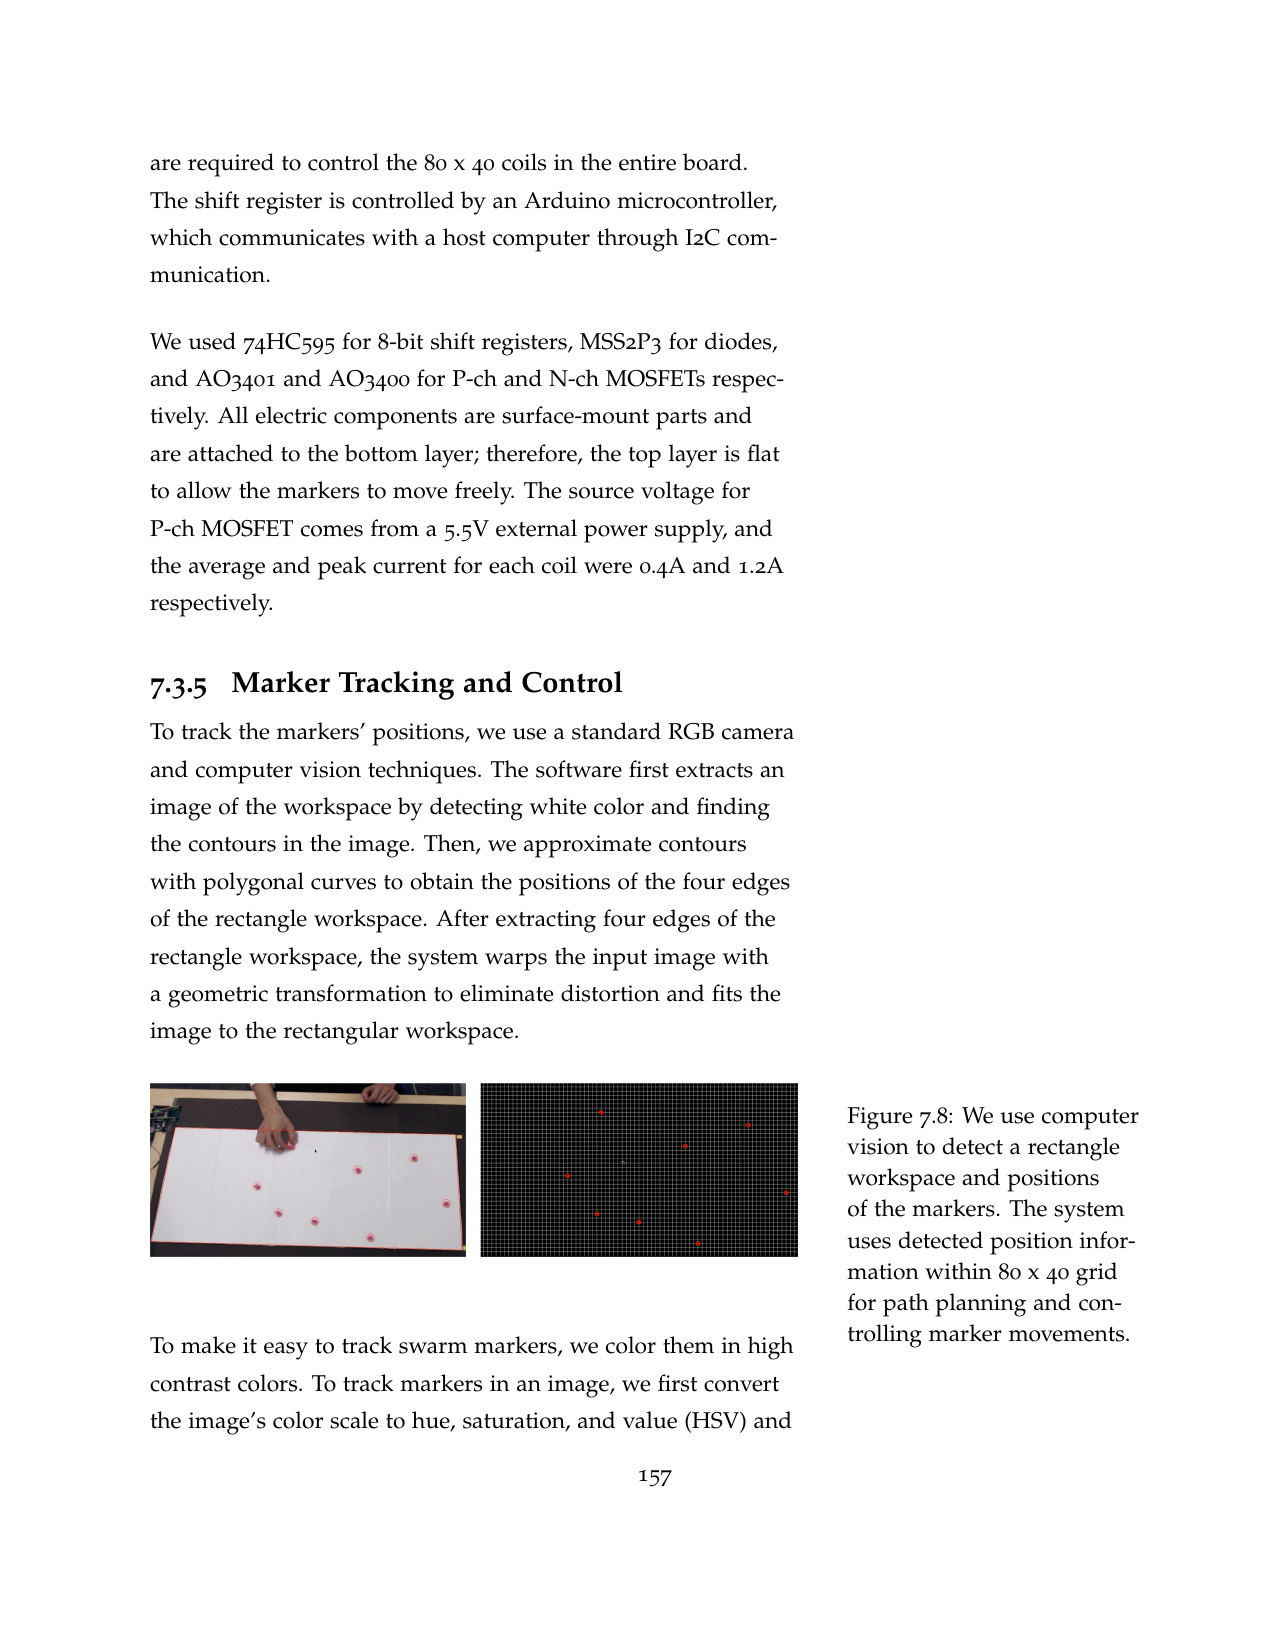 are required to control the 80 x 40 coils in the entire board.
The shift register is controlled by an Arduino microcontroller,
which communicates with a host computer through I2C com-
munication.
We used 74HC595 for 8-bit shift registers, MSS2P3 for diodes,
and AO3401 and AO3400 for P-ch and N-ch MOSFETs respec-
tively. All electric components are surface-mount parts and
are attached to the bottom layer; therefore, the top layer is flat
to allow the markers to move freely. The source voltage for
P-ch MOSFET comes from a 5.5V external power supply, and
the average and peak current for each coil were 0.4A and 1.2A
respectively.
7.3.5 Marker Tracking and Control
To track the markers’ positions, we use a standard RGB camera
and computer vision techniques. The software first extracts an
image of the workspace by detecting white color and finding
the contours in the image. Then, we approximate contours
with polygonal curves to obtain the positions of the four edges
of the rectangle workspace. After extracting four edges of the
rectangle workspace, the system warps the input image with
a geometric transformation to eliminate distortion and fits the
image to the rectangular workspace.
Figure 7.8: We use computer
vision to detect a rectangle
workspace and positions
of the markers. The system
uses detected position infor-
mation within 80 x 40 grid
for path planning and con-
trolling marker movements.
To make it easy to track swarm markers, we color them in high
contrast colors. To track markers in an image, we first convert
the image’s color scale to hue, saturation, and value (HSV) and
157